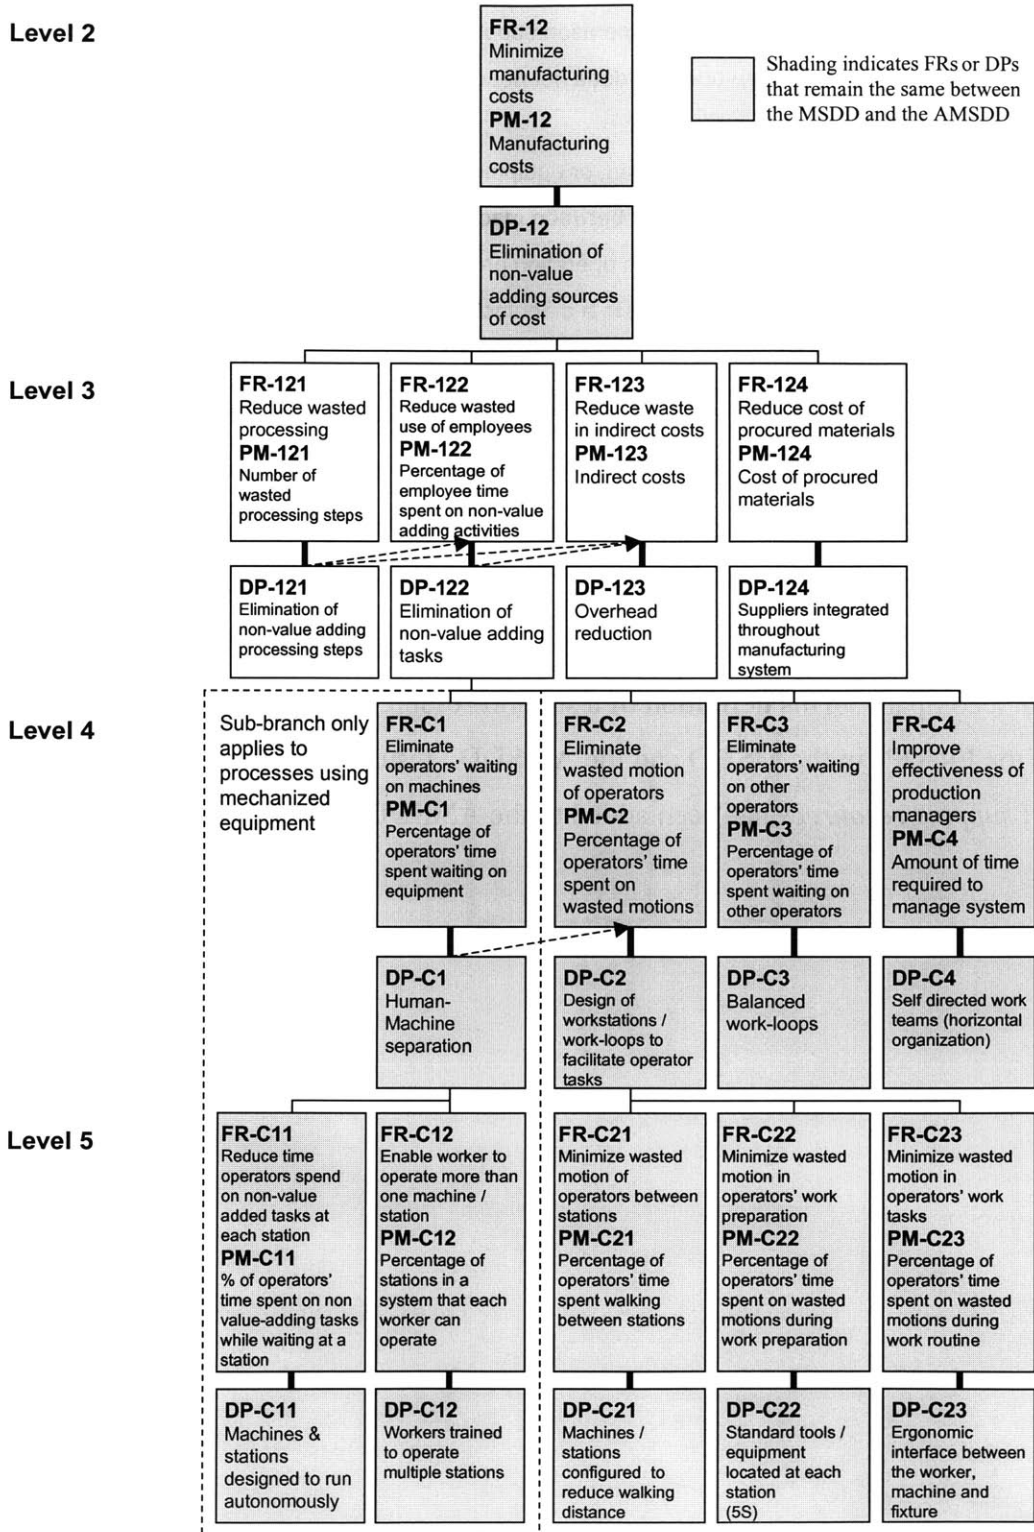 Level 2
FR-12
Minimize
manufacturing
costs
PM-12
Manufacturing
costs
Shading indicates FRs or DPs
that remain the same between
the MSDD and the AMSDD
DP-12
Elimination of
non-value
adding sources
of cost
Level 3
FR-121
Reduce wasted
processing
PM-121
Number of
wasted
processing steps
FR-122
Reduce wasted
use of employees
PM-122
Percentage of
employee time
spent on non-value
adding activities
FR-123
Reduce waste
in indirect costs
PM-123
Indirect costs
FR-124
Reduce cost of
procured materials
PM-124
Cost of procured
materials
DP-121
Elimination of
non-value adding
processing steps
DP-122
Elimination of
non-value adding
tasks
DP-123
Overhead
reduction
DP-124
Suppliers integrated
throughout
manufacturing
system
Level 4
Sub-branch only
applies to
processes using
mechanized
equipment
FR-C1
Eliminate
operators' waiting
on machines
PM-C1
Percentage of
operators' time
spent waiting on
equipment
FR-C2
Eliminate
wasted motion
of operators
PM-C2
Percentage of
operators' time
spent on
wasted motions
FR-C3
Eliminate
operators' waiting
on other
operators
PM-C3
Percentage of
operators' time
spent waiting on
other operators
FR-C4
Improve
effectiveness of
production
managers
PM-C4
Amount of time
required to
manage system
DP-C1
Human-
Machine
separation
DP-C2
Design of
workstations /
work-loops to
facilitate operator
tasks
DP-C3
Balanced
work-loops
DP-C4
Self directed work
teams (horizontal
organization)
Level 5
FR-C11
Reduce time
operators spend
on non-value
added tasks at
each station
PM-C11
% of operators'
time spent on non
value-adding tasks
while waiting at a
station
FR-C12
Enable worker to
operate more than
one machine /
station
PM-C12
Percentage of
stations in a
system that each
worker can
operate
FR-C21
Minimize wasted
motion of
operators between
stations
PM-C21
Percentage of
operators' time
spent walking
between stations
FR-C22
Minimize wasted
motion in
operators' work
preparation
PM-C22
Percentage of
operators' time
spent on wasted
motions during
work preparation
FR-C23
Minimize wasted
motion in
operators' work
tasks
PM-C23
Percentage of
operators' time
spent on wasted
motions during
work routine
DP-C11
Machines &
stations
designed to run
autonomously
DP-C12
Workers trained
to operate
multiple stations
DP-C21
Machines /
stations
configured to
reduce walking
distance
DP-C22
Standard tools /
equipment
located at each
station
(5S)
DP-C23
Ergonomic
interface between
the worker,
machine and
fixture